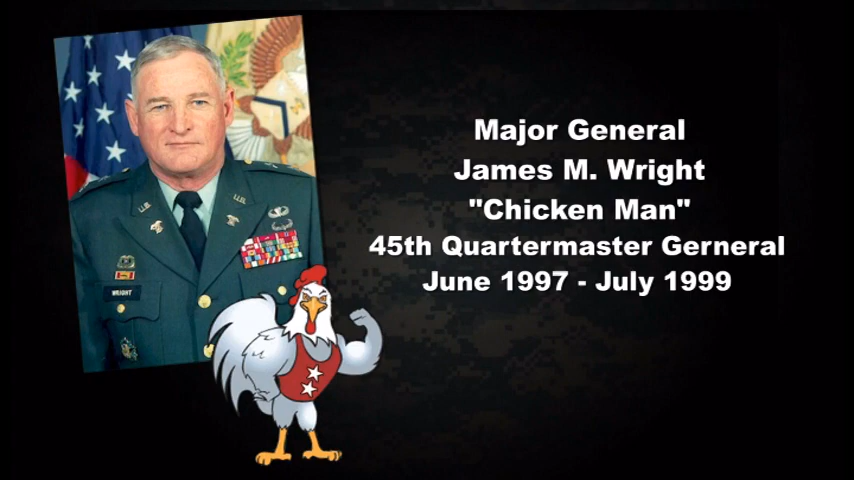 Major General
James M. Wright
"Chicken Man"
45th Quartermaster Gerneral
June 1997 - July 1999
WRIGHT